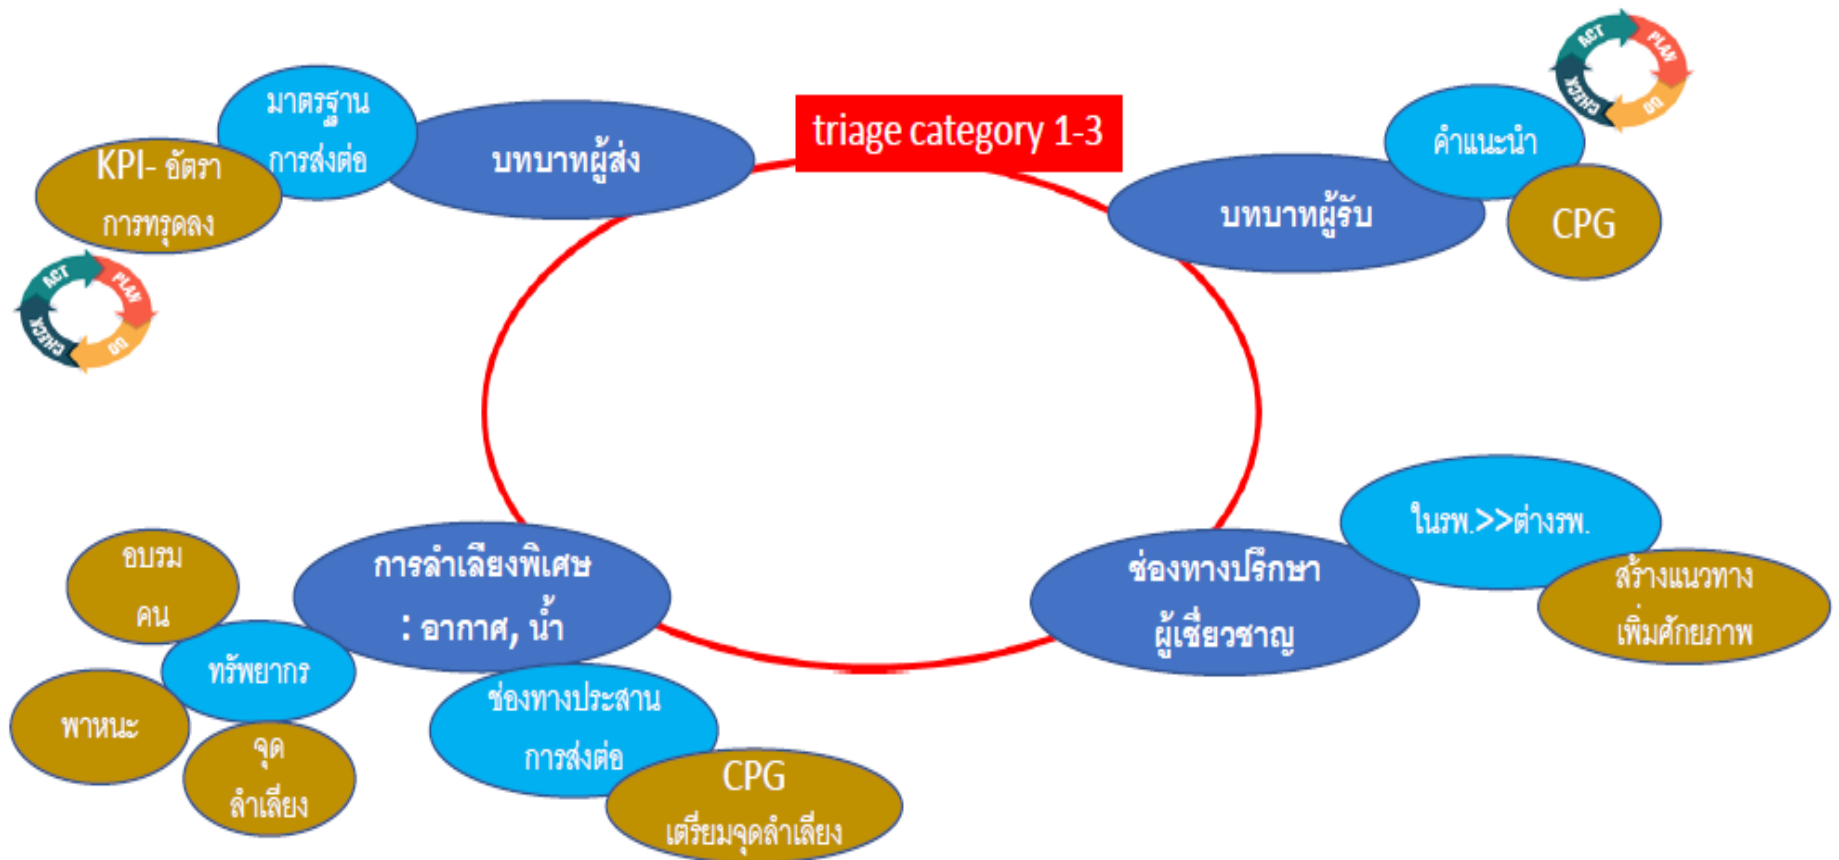 triage category 1-3
มาตรฐาน
การส่งต่อ
บทบาทผู้ส่ง
KPI- อัตรา
การทรุดลง
ACT
PLAN
DO
CHECK
ACT
PLAN
DO
CHECK
คำแนะนำ
บทบาทผู้รับ
CPG
ในรพ.>>ต่างรพ.
ช่องทางปรึกษา
ผู้เชี่ยวชาญ
สร้างแนวทาง
เพิ่มศักยภาพ
การลำเลียงพิเศษ
: อากาศ, น้ำ
อบรม
คน
ทรัพยากร
พาหนะ
จุด
ลำเลี่ยง
ช่องทางประสาน
การส่งต่อ
CPG
เตรี่ยมจุดลำเลี่ยง